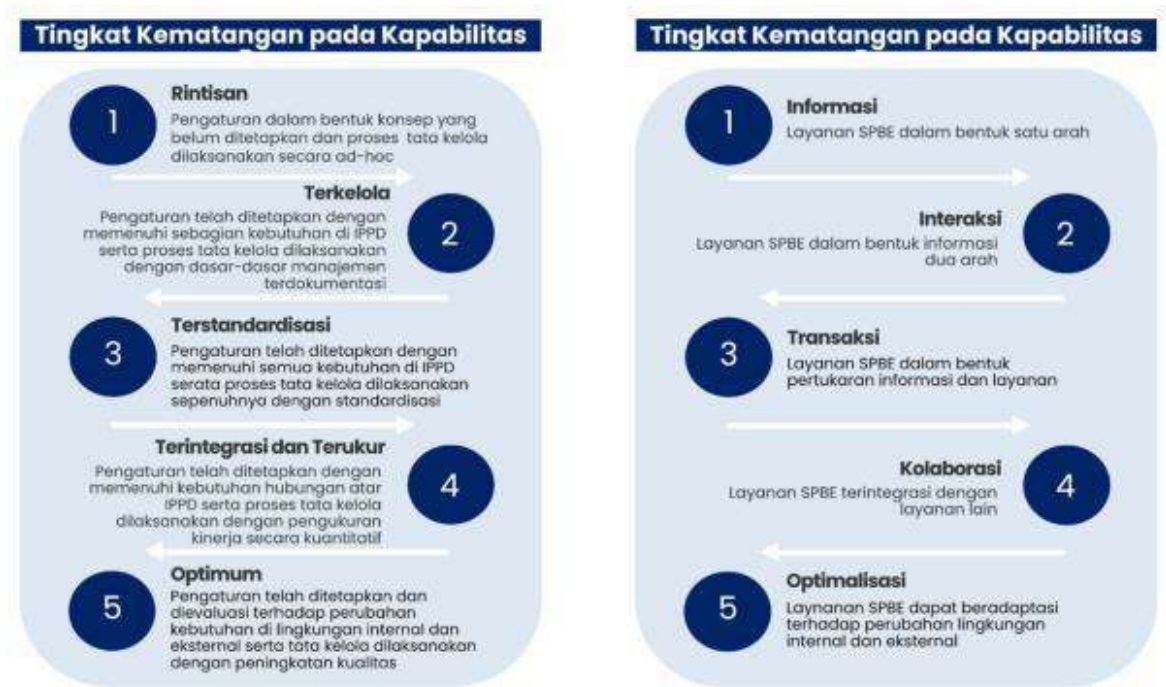 Tingkat Kematangan pada Kapabilitas
1
Rintisan
Pengaturan dalam bentuk konsep yang
belum ditetapkan dan proses tata kelola
dilaksanakan secara ad-hoc
Terkelola
Pengaturan telah ditetapkan dengan
memenuhi sebagian kebutuhan di IPPD
serta proses tata kelola dilaksanakan
dengan dasar-dasar manajemen
terdokumentasi
2
3
Terstandardisasi
Pengaturan telah ditetapkan dengan
memenuhi semua kebutuhan di IPPD
serata proses tata kelola dilaksanakan
sepenuhnya dengan standardisasi
Terintegrasi dan Terukur
Pengaturan telah ditetapkan dengan
memenuhi kebutuhan hubungan atar
IPPD serta proses tata kelola
dilaksanakan dengan pengukuran
kinerja secara kuantitatif
4
5
Optimum
Pengaturan telah ditetapkan dan
dievaluasi terhadap perubahan
kebutuhan di lingkungan internal dan
eksternal serta tata kelola dilaksanakan
dengan peningkatan kualitas
Tingkat Kematangan pada Kapabilitas
1
Informasi
Layanan SPBE dalam bentuk satu arah
Interaksi
Layanan SPBE dalam bentuk informasi
dua arah
2
3
Transaksi
Layanan SPBE dalam bentuk
pertukaran informasi dan layanan
Kolaborasi
Layanan SPBE terintegrasi dengan
layanan lain
4
5
Optimalisasi
Laynanan SPBE dapat beradaptasi
terhadap perubahan lingkungan
internal dan eksternal